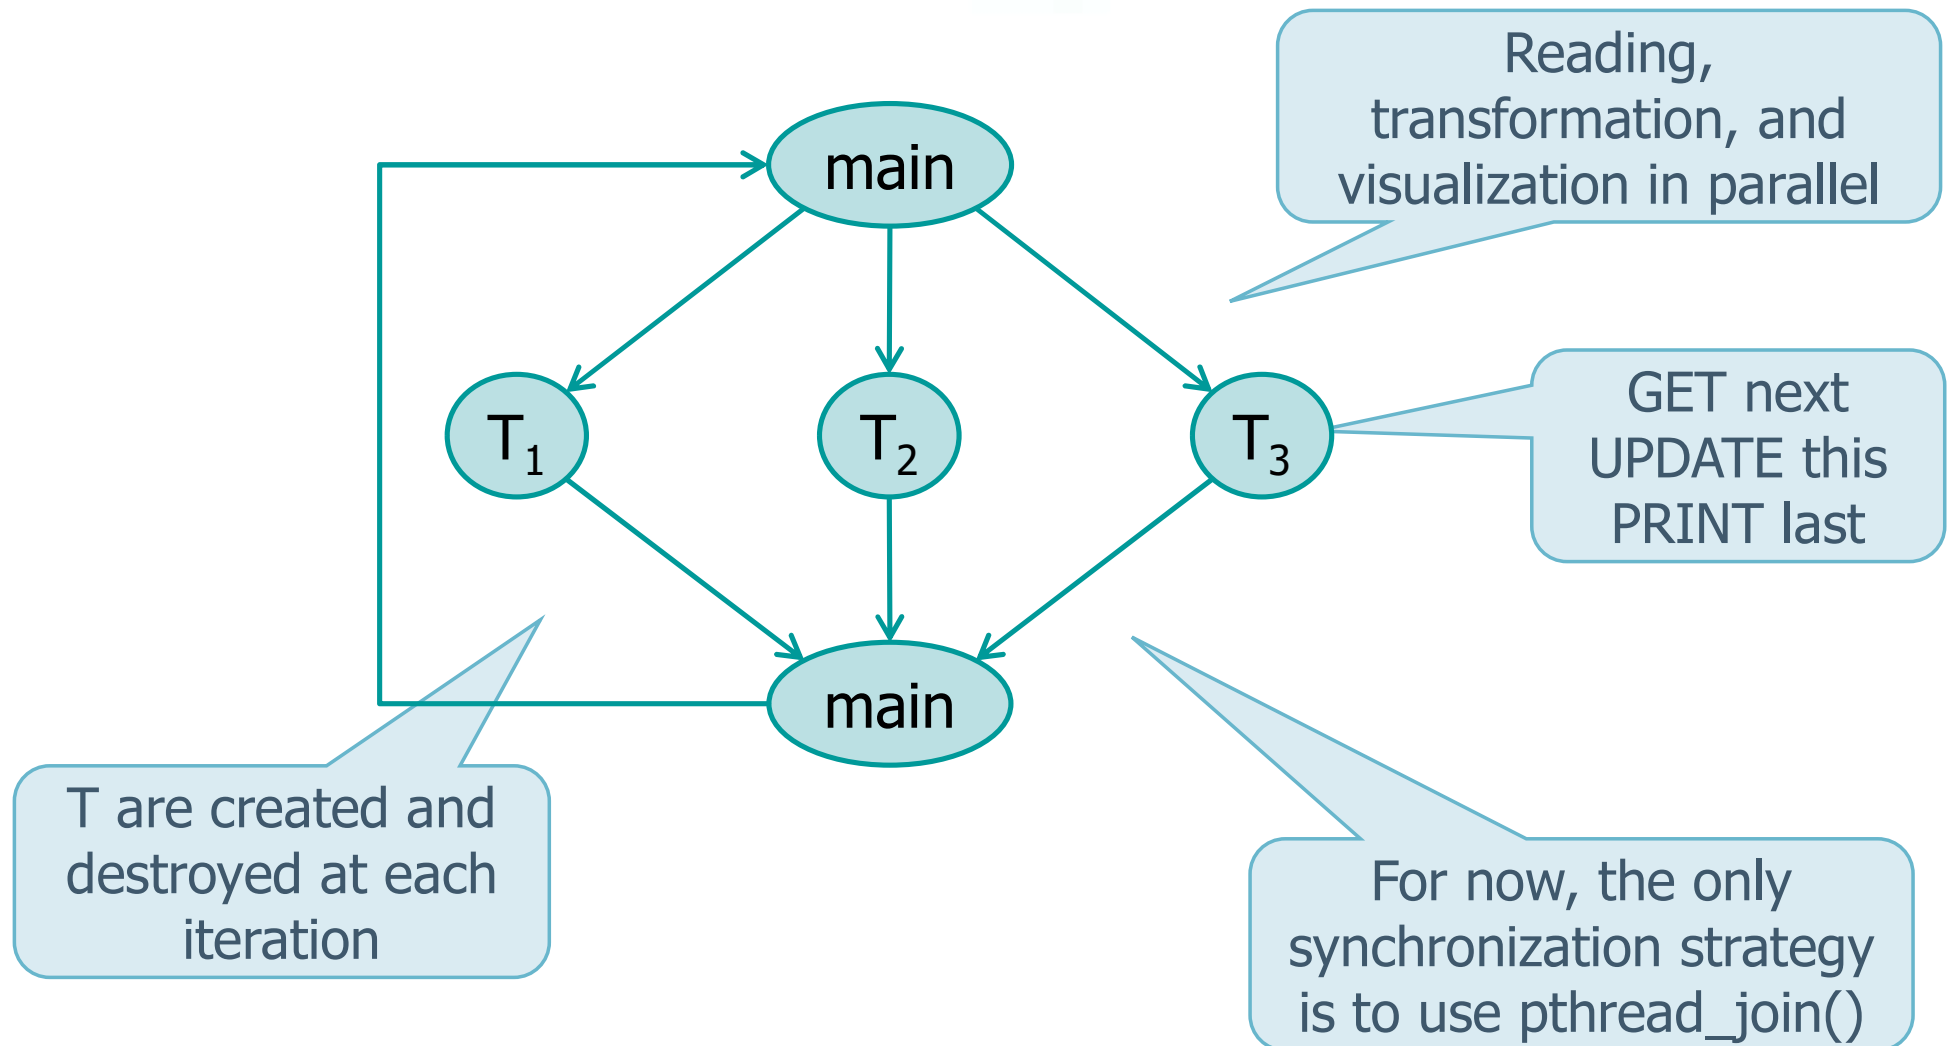 Reading,
transformation, and
visualization in parallel
main
GET next
UPDATE this
PRINT last
T₁
T₂
T₃
main
T are created and
destroyed at each
iteration
For now, the only
synchronization strategy
is to use pthread_join()